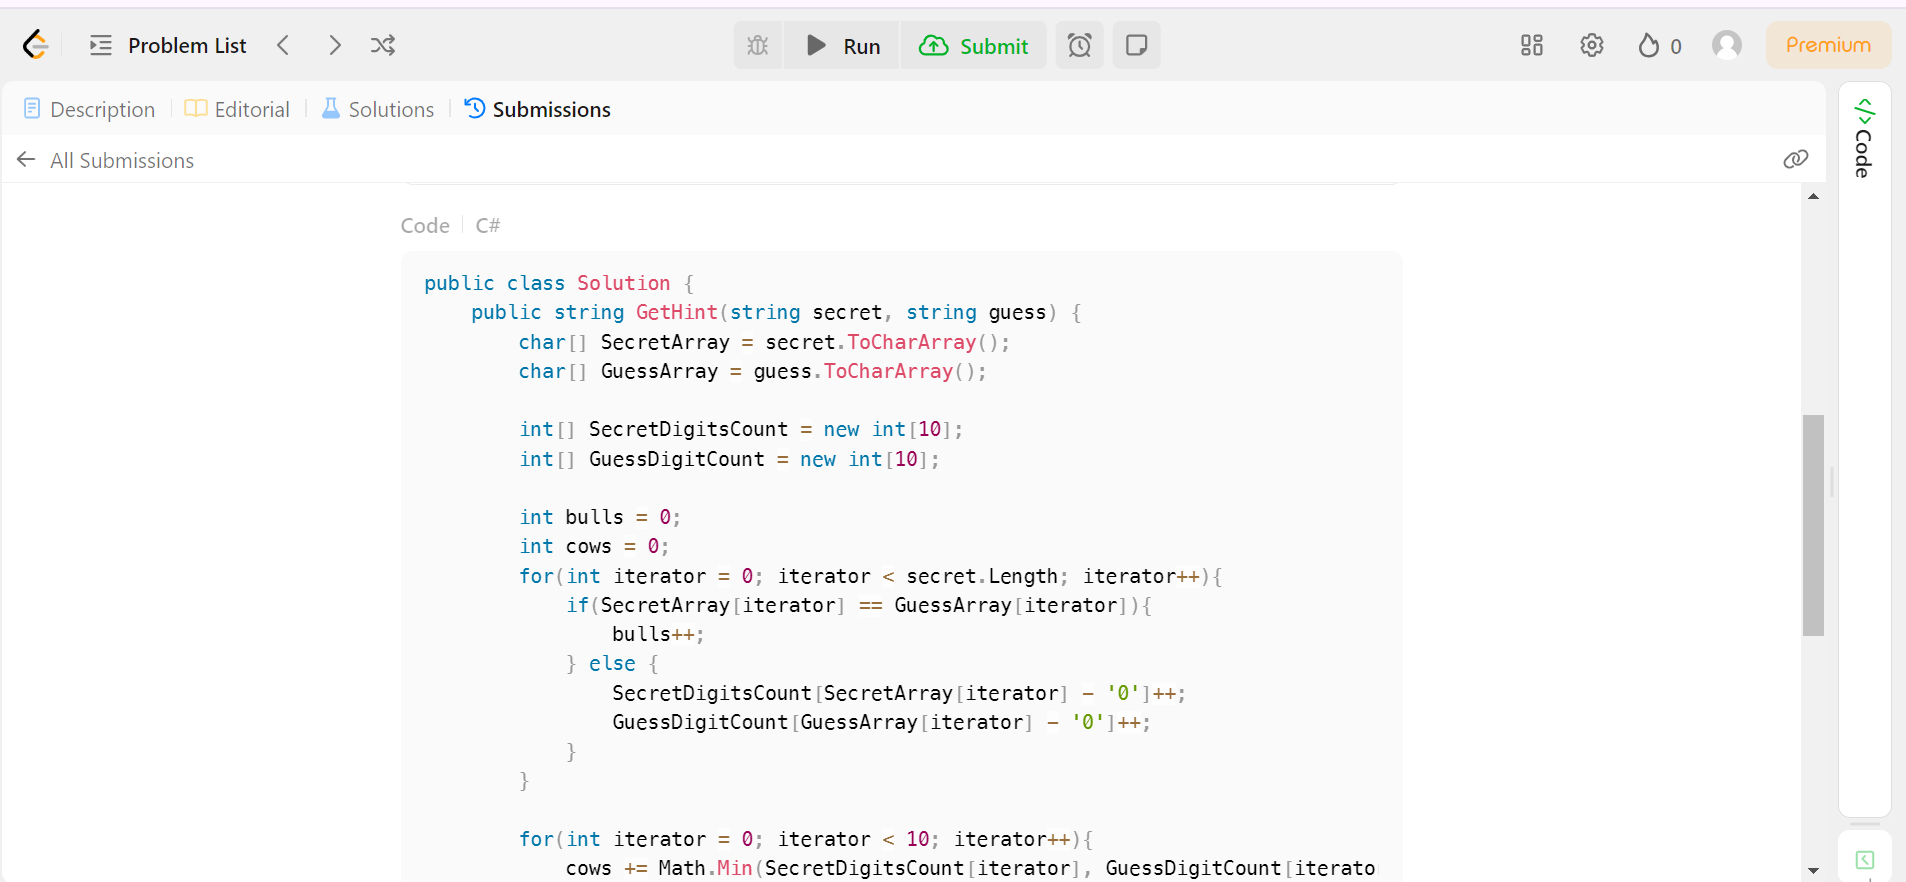 Problem List
Run
Submit
0
Premium
Description
Editorial
Solutions
Submissions
All Submissions
Code
Code
C#
public class Solution {
    public string GetHint(string secret, string guess) {
        char[] SecretArray = secret.ToCharArray();
        char[] GuessArray = guess.ToCharArray();

        int[] SecretDigitsCount = new int[10];
        int[] GuessDigitCount = new int[10];

        int bulls = 0;
        int cows = 0;
        for(int iterator = 0; iterator < secret.Length; iterator++){
            if(SecretArray[iterator] == GuessArray[iterator]){
                bulls++;
            } else {
                SecretDigitsCount[SecretArray[iterator] - '0']++;
                GuessDigitCount[GuessArray[iterator] - '0']++;
            }
        }

        for(int iterator = 0; iterator < 10; iterator++){
            cows += Math.Min(SecretDigitsCount[iterator], GuessDigitCount[iterato